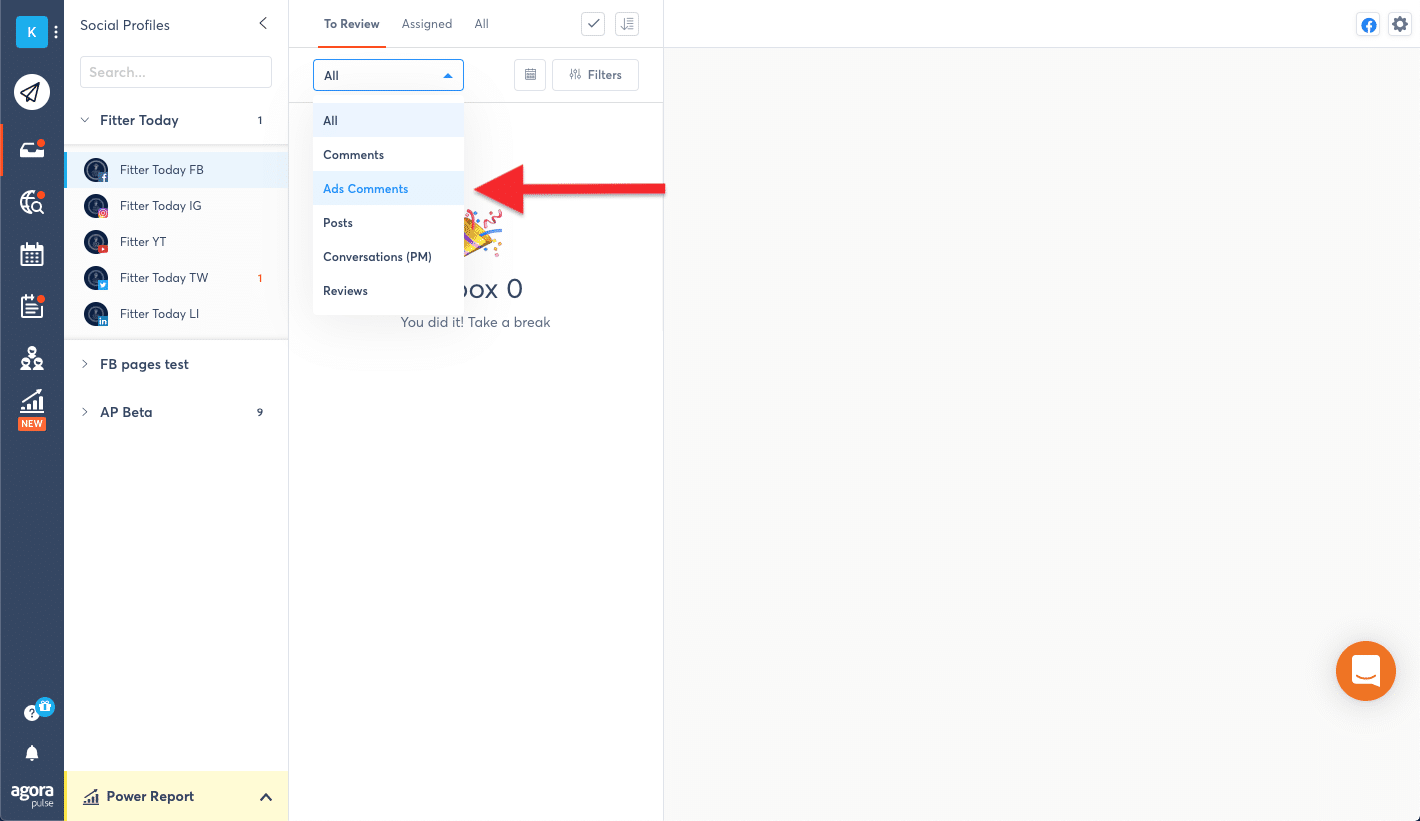 K
Social Profiles
Search...
Fitter Today 1
Fitter Today FB
Fitter Today IG
Fitter YT
Fitter Today TW 1
Fitter Today LI
FB pages test
AP Beta 9
NEW
agora
pulse
Power Report
To Review Assigned All
All
Filters
All
Comments
Ads Comments
Posts
Conversations (PM)
Reviews
box 0
You did it! Take a break